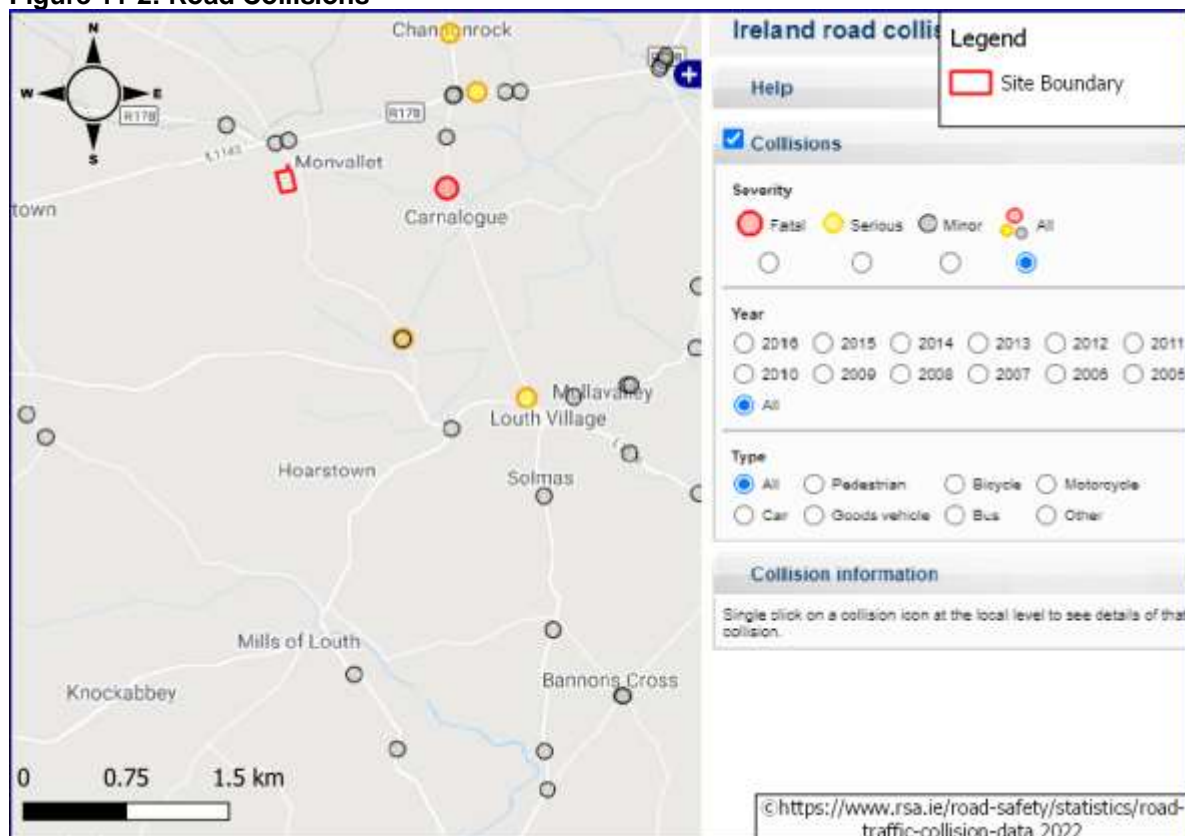 Figure 11-2: Road Collisions
N
W E
S
R178
L1143
Monvallet
R178
Channonrock
Carnalogue
town
Mullavalley
Louth Village
Hoarstown
Solmas
Mills of Louth
Knockabbey
Bannons Cross
0 0.75 1.5 km
Ireland road collis
Legend
Site Boundary
Help
Collisions
Severity
Fatal Serious Minor All
Year
2016 2015 2014 2013 2012 2011
2010 2009 2008 2007 2006 2005
All
Type
All Pedestrian Bicycle Motorcycle
Car Goods vehicle Bus Other
Collision information
Single click on a collision icon at the local level to see details of that
collision.
©https://www.rsa.ie/road-safety/statistics/road-
traffic-collision-data 2022